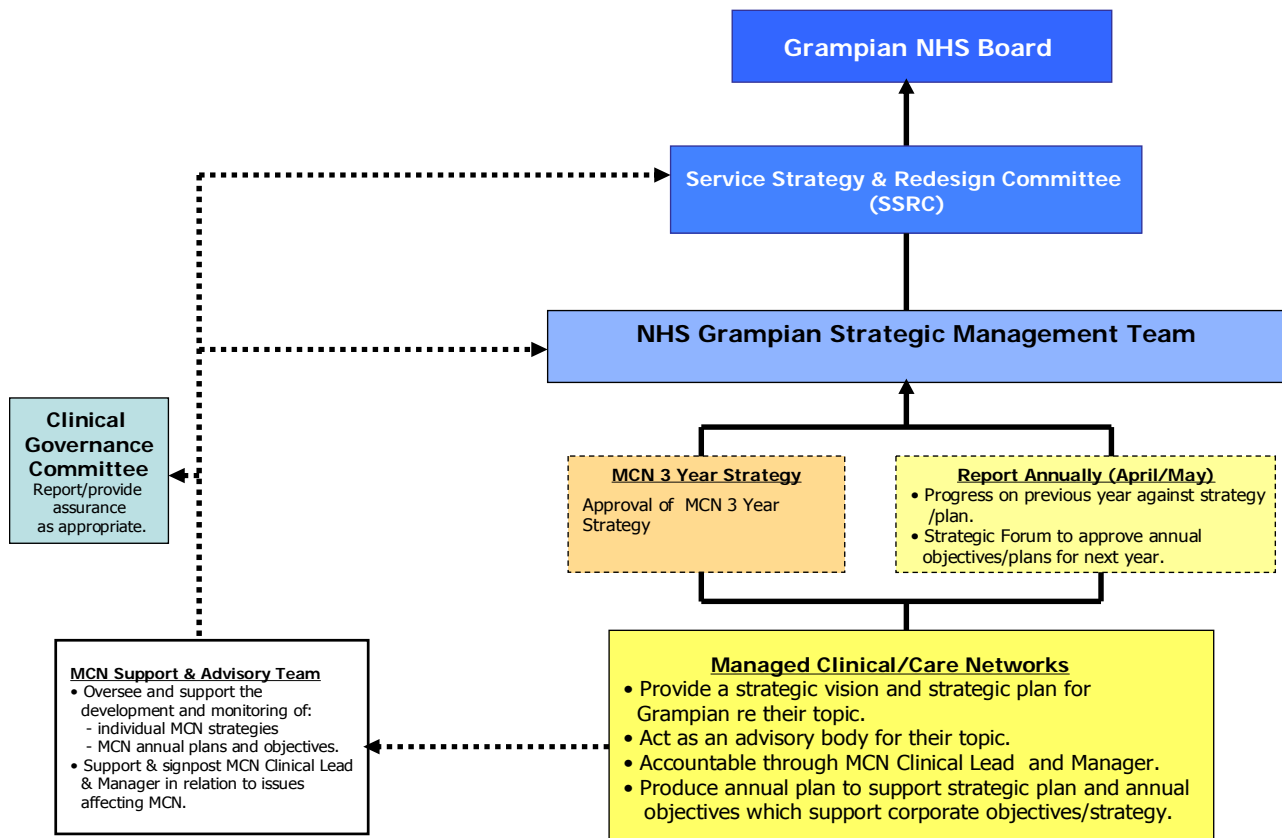 Grampian NHS Board
Service Strategy & Redesign Committee
(SSRC)
NHS Grampian Strategic Management Team
Clinical
Governance
Committee
Report/provide
assurance
as appropriate.
MCN 3 Year Strategy
Approval of MCN 3 Year
Strategy
Report Annually (April/May)
• Progress on previous year against strategy
/plan.
• Strategic Forum to approve annual
objectives/plans for next year.
MCN Support & Advisory Team
• Oversee and support the
development and monitoring of:
- individual MCN strategies
- MCN annual plans and objectives.
• Support & signpost MCN Clinical Lead
& Manager in relation to issues
affecting MCN.
Managed Clinical/Care Networks
• Provide a strategic vision and strategic plan for
Grampian re their topic.
• Act as an advisory body for their topic.
• Accountable through MCN Clinical Lead and Manager.
• Produce annual plan to support strategic plan and annual
objectives which support corporate objectives/strategy.